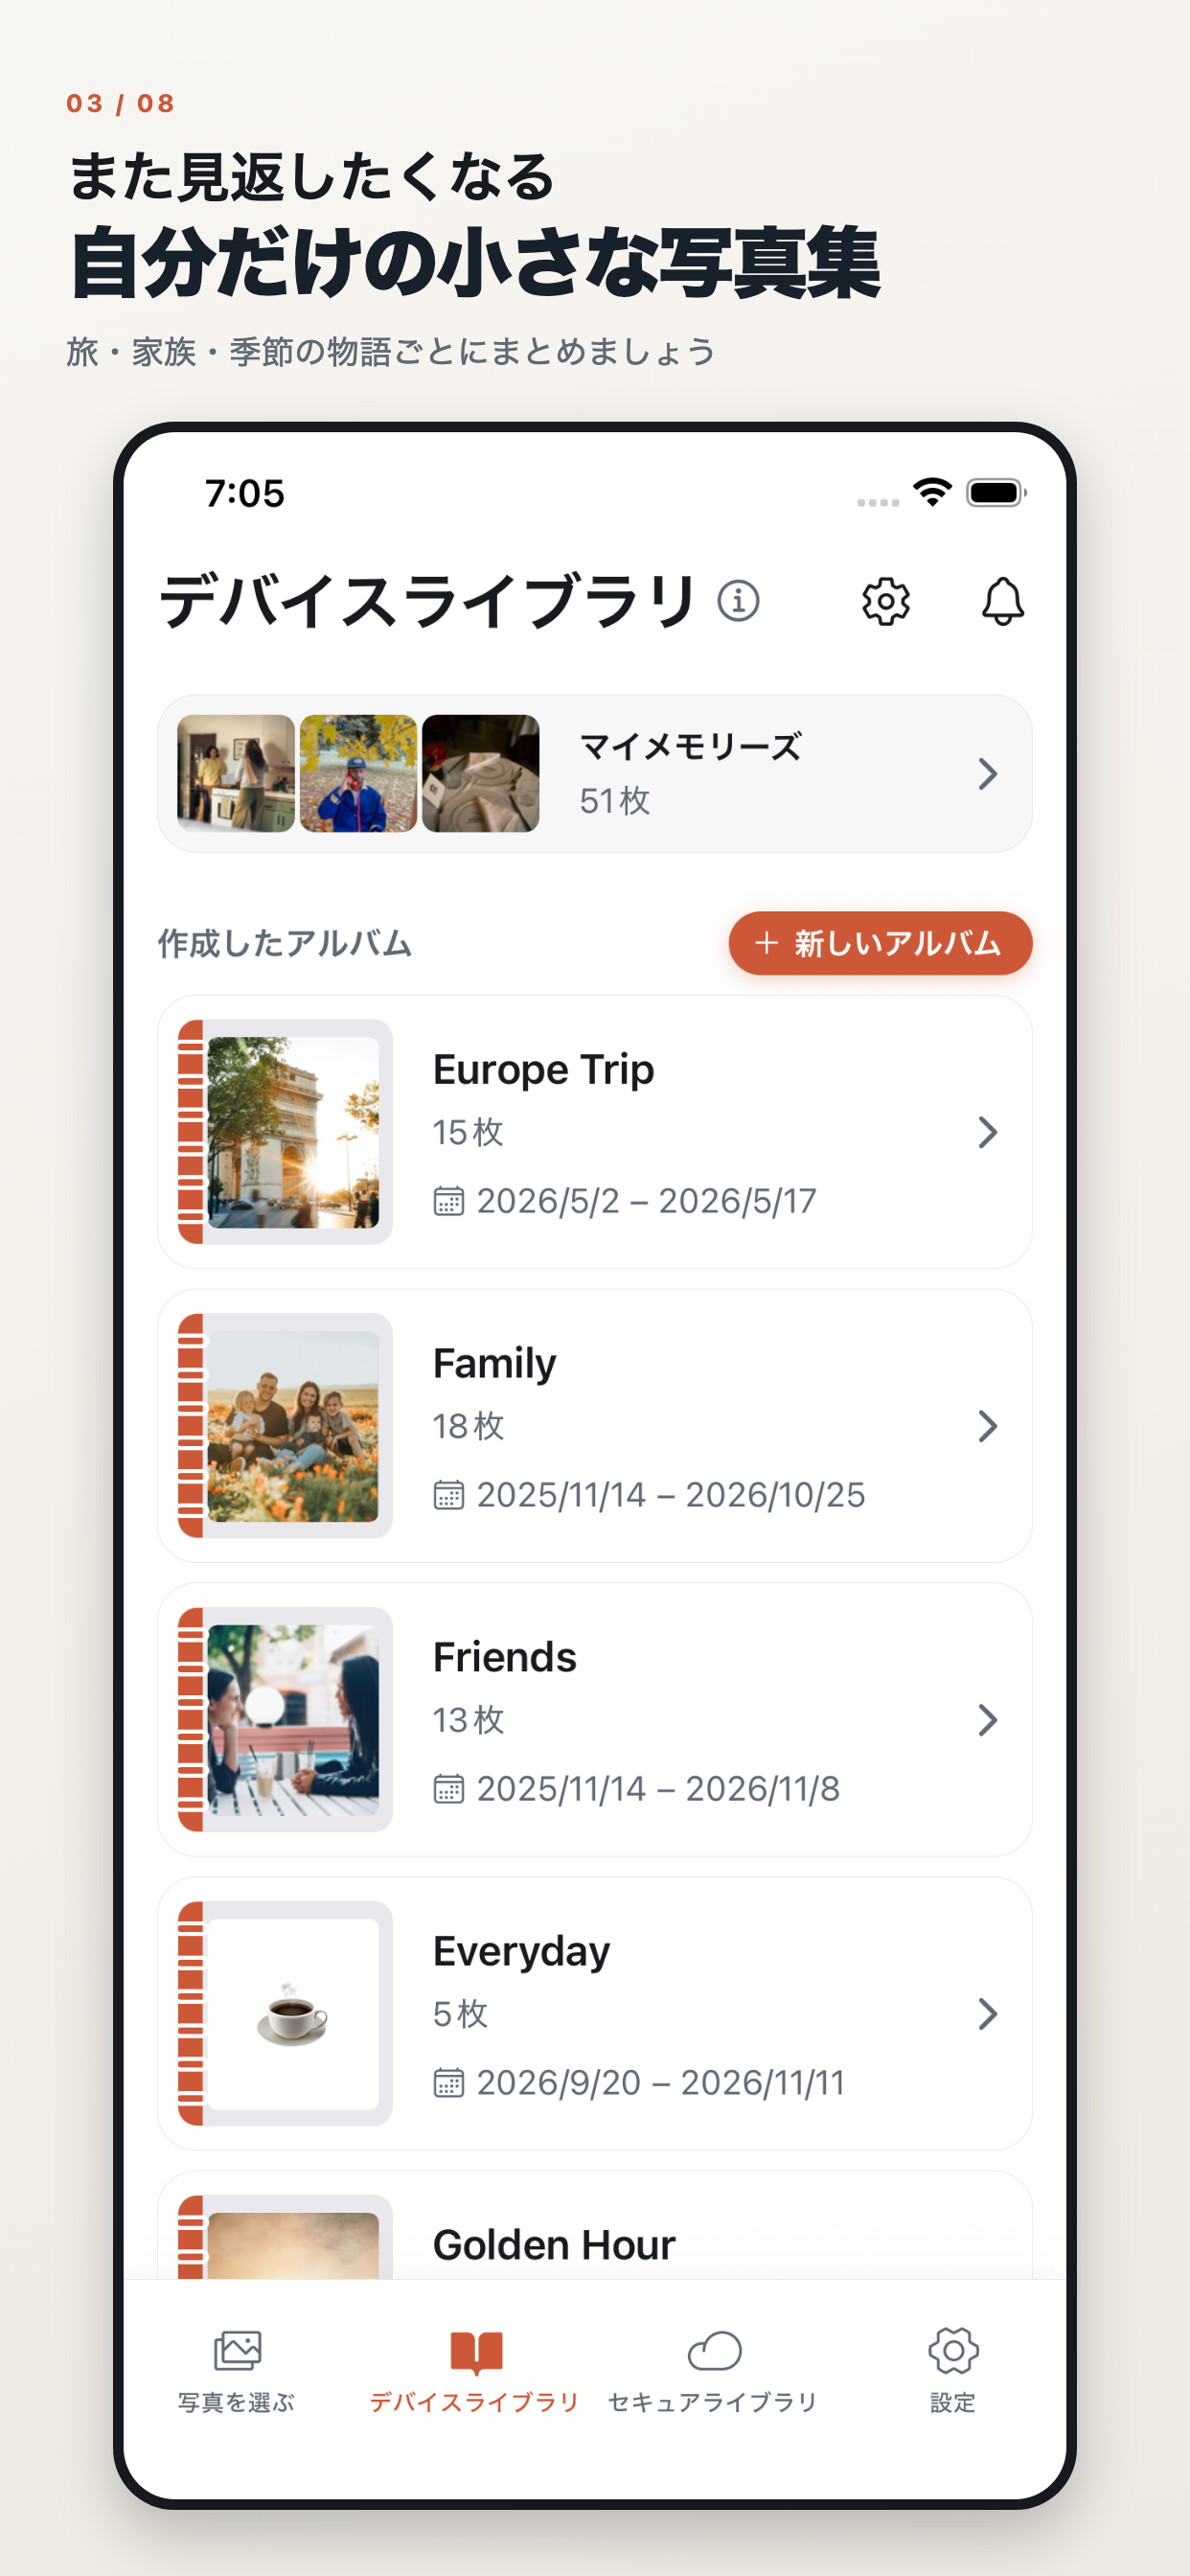 03 / 08
また見返したくなる
自分だけの小さな写真集
旅・家族・季節の物語ごとにまとめましょう
7:05
デバイスライブラリ
マイメモリーズ
51枚
作成したアルバム
+ 新しいアルバム
Europe Trip
15枚
2026/5/2 – 2026/5/17
Family
18枚
2025/11/14 – 2026/10/25
Friends
13枚
2025/11/14 – 2026/11/8
Everyday
5枚
2026/9/20 – 2026/11/11
Golden Hour
写真を選ぶ
デバイスライブラリ
セキュアライブラリ
設定